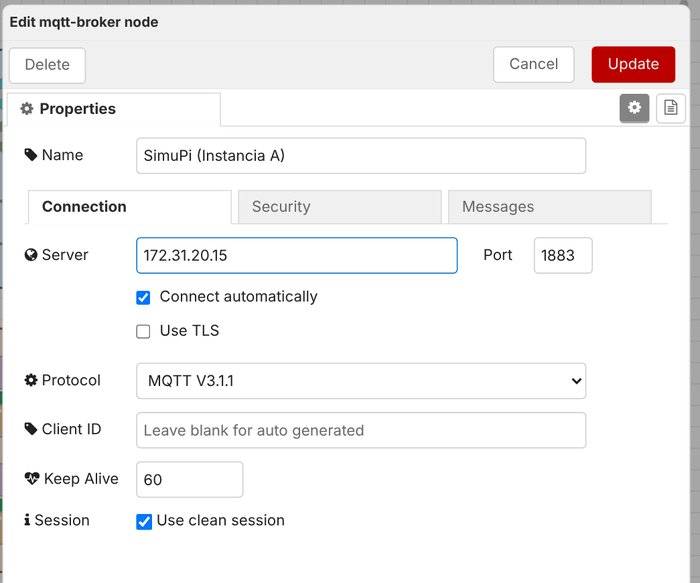 Edit mqtt-broker node
Delete
Cancel
Update
Properties
Name
SimuPi (Instancia A)
Connection
Security
Messages
Server
172.31.20.15
Port
1883
Connect automatically
Use TLS
Protocol
MQTT V3.1.1
Client ID
Leave blank for auto generated
Keep Alive
60
Session
Use clean session